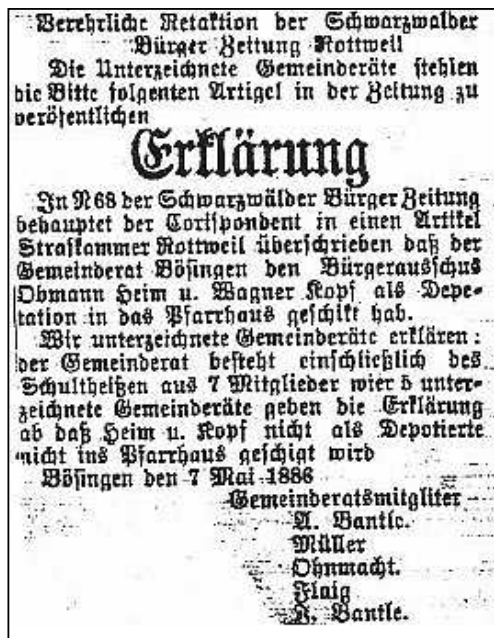 Verehrliche Retaktion der Schwarzwalder
Bürger Zeitung Rottweil
Die Unterzeichnete Gemeinderäte stehlen
die Bitte folgenten Artigel in der Zeitung zu
veröfentlichen
Erklärung
In N 68 der Schwarzwälder Bürger Zeitung
behauptet der Corispondent in einen Artikel
Strafkammer Rottweil überschrieben daß der
Gemeinderat Bösingen den Bürgerausschus
Obmann Heim u. Wagner Kopf als Depe-
tation in das Pfarrhaus geschikt hab.
Wir unterzeichnete Gemeinderäte erklären:
der Gemeinderat besteht einschließlich des
Schultheißen aus 7 Mitglieder wier 5 unter-
zeichnete Gemeinderäte geben die Erklärung
ab daß Heim u. Kopf nicht als Depotierte
nicht ins Pfarrhaus geschigt wird
Bösingen den 7 Mai 1886
Gemeinderatsmitgliter
A. Bantle.
Müller
Ohnmacht.
Flaig
Bantle.